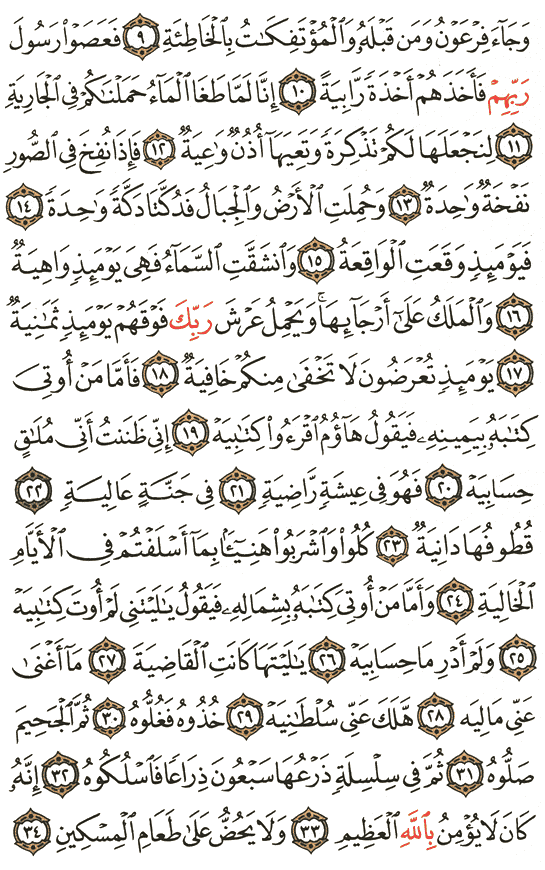 وَجَآءَ فِرْعَوْنُ وَمَن قَبْلَهُۥ وَٱلْمُؤْتَفِكَٰتُ بِٱلْخَاطِئَةِ ٩ فَعَصَوْا۟ رَسُولَ
رَبِّهِمْ فَأَخَذَهُمْ أَخْذَةً رَّابِيَةً ١٠ إِنَّا لَمَّا طَغَا ٱلْمَآءُ حَمَلْنَٰكُمْ فِى ٱلْجَارِيَةِ
١١ لِنَجْعَلَهَا لَكُمْ تَذْكِرَةً وَتَعِيَهَآ أُذُنٌ وَٰعِيَةٌ ١٢ فَإِذَا نُفِخَ فِى ٱلصُّورِ
نَفْخَةٌ وَٰحِدَةٌ ١٣ وَحُمِلَتِ ٱلْأَرْضُ وَٱلْجِبَالُ فَدُكَّتَا دَكَّةً وَٰحِدَةً ١٤
فَيَوْمَئِذٍ وَقَعَتِ ٱلْوَاقِعَةُ ١٥ وَٱنشَقَّتِ ٱلسَّمَآءُ فَهِىَ يَوْمَئِذٍ وَاهِيَةٌ
١٦ وَٱلْمَلَكُ عَلَىٰٓ أَرْجَآئِهَا ۚ وَيَحْمِلُ عَرْشَ رَبِّكَ فَوْقَهُمْ يَوْمَئِذٍ ثَمَٰنِيَةٌ
١٧ يَوْمَئِذٍ تُعْرَضُونَ لَا تَخْفَىٰ مِنكُمْ خَافِيَةٌ ١٨ فَأَمَّا مَنْ أُوتِىَ
كِتَٰبَهُۥ بِيَمِينِهِۦ فَيَقُولُ هَآؤُمُ ٱقْرَءُوا۟ كِتَٰبِيَهْ ١٩ إِنِّى ظَنَنتُ أَنِّى مُلَٰقٍ
حِسَابِيَهْ ٢٠ فَهُوَ فِى عِيشَةٍ رَّاضِيَةٍ ٢١ فِى جَنَّةٍ عَالِيَةٍ ٢٢
قُطُوفُهَا دَانِيَةٌ ٢٣ كُلُوا۟ وَٱشْرَبُوا۟ هَنِيٓـًٔۢا بِمَآ أَسْلَفْتُمْ فِى ٱلْأَيَّامِ
ٱلْخَالِيَةِ ٢٤ وَأَمَّا مَنْ أُوتِىَ كِتَٰبَهُۥ بِشِمَالِهِۦ فَيَقُولُ يَٰلَيْتَنِى لَمْ أُوتَ كِتَٰبِيَهْ
٢٥ وَلَمْ أَدْرِ مَا حِسَابِيَهْ ٢٦ يَٰلَيْتَهَا كَانَتِ ٱلْقَاضِيَةَ ٢٧ مَآ أَغْنَىٰ
عَنِّى مَالِيَهْ ٢٨ هَلَكَ عَنِّى سُلْطَٰنِيَهْ ٢٩ خُذُوهُ فَغُلُّوهُ ٣٠ ثُمَّ ٱلْجَحِيمَ
صَلُّوهُ ٣١ ثُمَّ فِى سِلْسِلَةٍ ذَرْعُهَا سَبْعُونَ ذِرَاعًا فَٱسْلُكُوهُ ٣٢ إِنَّهُۥ
كَانَ لَا يُؤْمِنُ بِٱللَّهِ ٱلْعَظِيمِ ٣٣ وَلَا يَحُضُّ عَلَىٰ طَعَامِ ٱلْمِسْكِينِ ٣٤